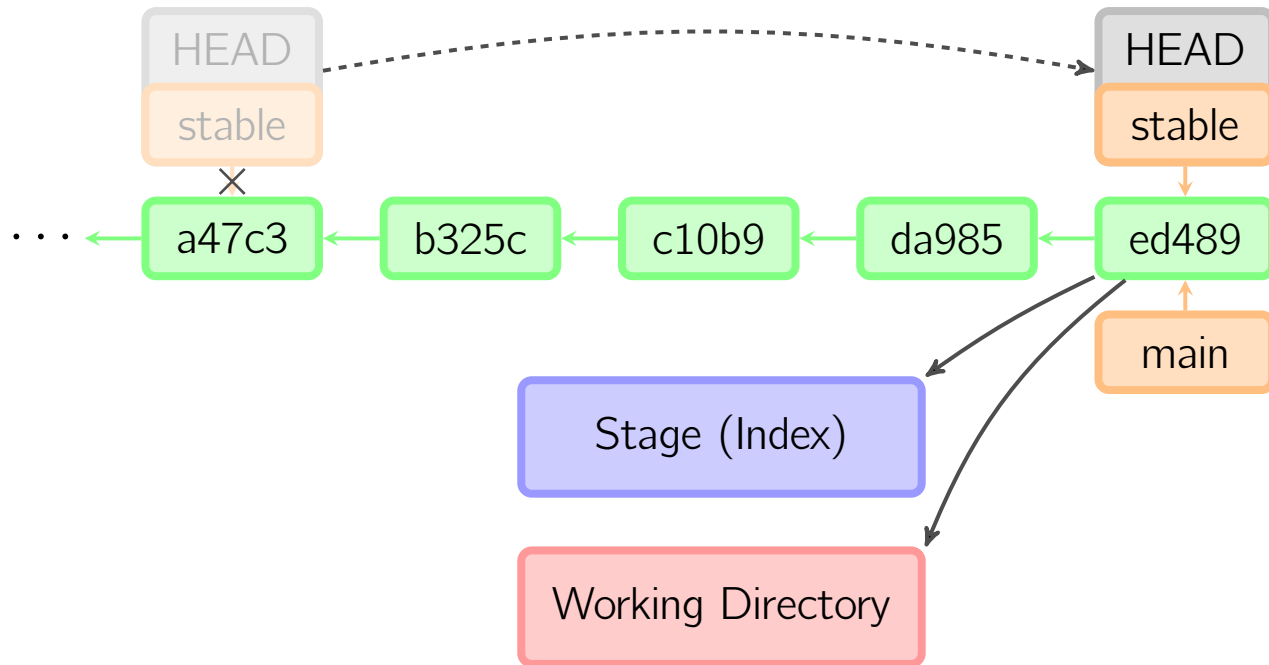 HEAD
HEAD
stable
stable
... a47c3 b325c c10b9 da985 ed489
main
Stage (Index)
Working Directory